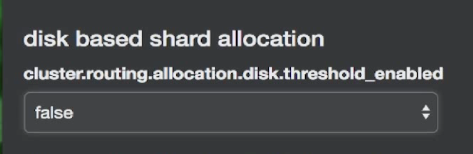 disk based shard allocation
cluster.routing.allocation.disk.threshold_enabled
false